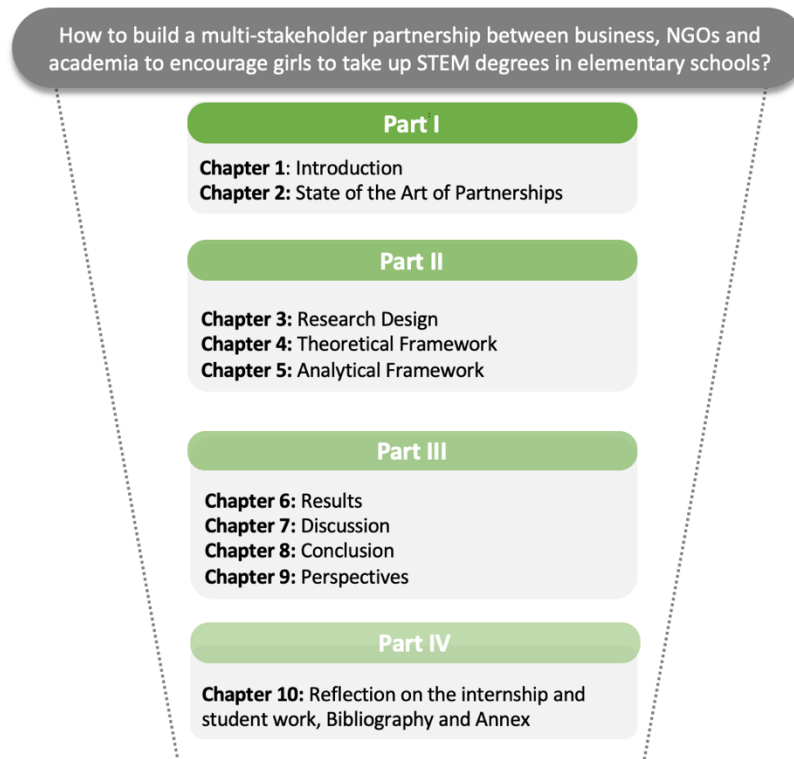 How to build a multi-stakeholder partnership between business, NGOs and
academia to encourage girls to take up STEM degrees in elementary schools?
Part I
Chapter 1: Introduction
Chapter 2: State of the Art of Partnerships
Part II
Chapter 3: Research Design
Chapter 4: Theoretical Framework
Chapter 5: Analytical Framework
Part III
Chapter 6: Results
Chapter 7: Discussion
Chapter 8: Conclusion
Chapter 9: Perspectives
Part IV
Chapter 10: Reflection on the internship and
student work, Bibliography and Annex